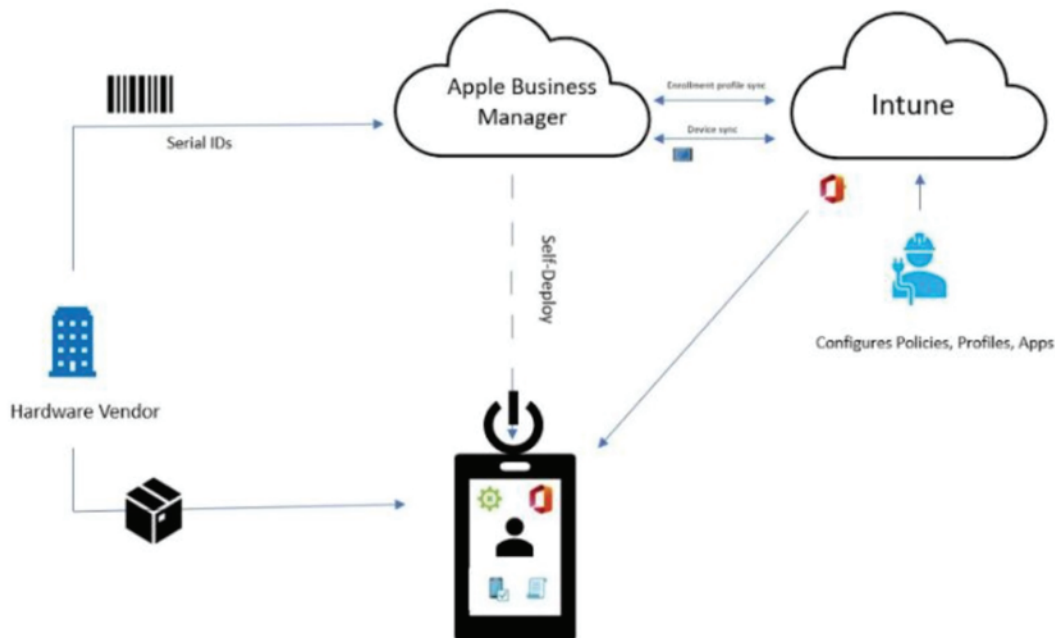 Apple Business
Manager
Enrollment profile sync
Intune
Device sync
Serial IDs
Self-Deploy
Configures Policies, Profiles, Apps
Hardware Vendor